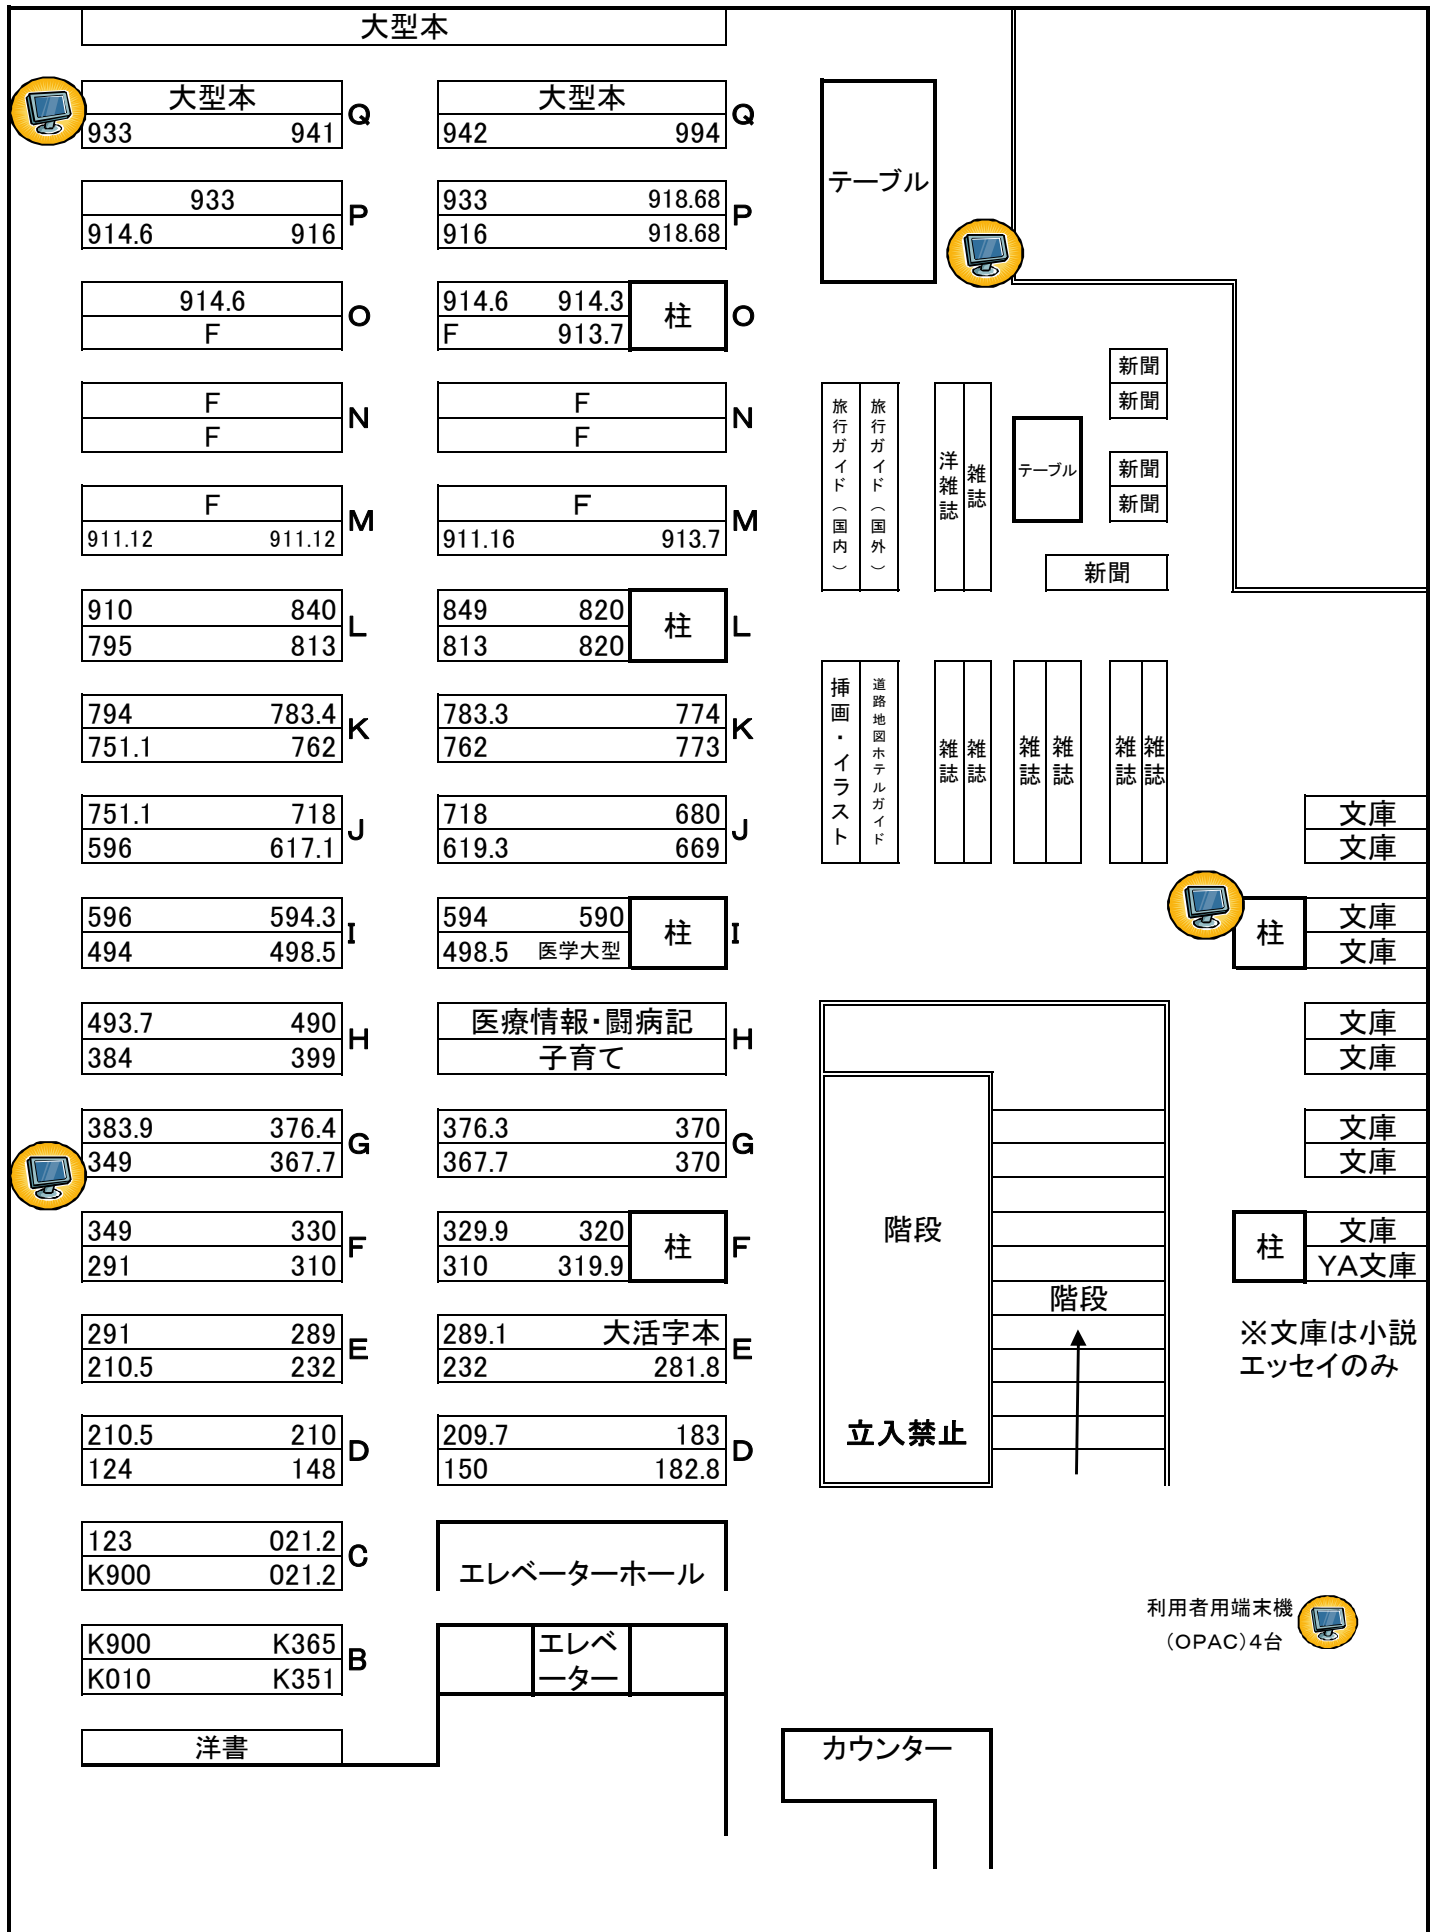 大型本
大型本 Q 大型本 Q
933 941 942 994
テーブル
933 P 933 918.68 P
914.6 916 916 918.68
914.6 O 914.6 914.3 柱 O
F F 913.7
F N F N
F F
F M F M
911.12 911.12 911.16 913.7
旅行ガイド(国内)
旅行ガイド(国外)
洋雑誌
雑誌
テーブル
新聞
新聞
新聞
新聞
新聞
910 840 L 849 820 柱 L
795 813 813 820
794 783.4 K 783.3 774 K
751.1 762 762 773
751.1 718 J 718 680 J
596 617.1 619.3 669
挿画・イラスト
道路地図ホテルガイド
雑誌
雑誌
雑誌
雑誌
雑誌
雑誌
文庫
文庫
596 594.3 I 594 590 柱 I
494 498.5 498.5 医学大型
柱 文庫
文庫
493.7 490 H 医療情報・闘病記 H
384 399 子育て
文庫
文庫
383.9 376.4 G 376.3 370 G
349 367.7 367.7 370
文庫
文庫
349 330 F 329.9 320 柱 F
291 310 310 319.9
階段
階段
立入禁止
柱 文庫
YA文庫
※文庫は小説
エッセイのみ
291 289 E 289.1 大活字本 E
210.5 232 232 281.8
210.5 210 D 209.7 183 D
124 148 150 182.8
123 021.2 C
K900 021.2
エレベーターホール
K900 K365 B
K010 K351
エレベ
ーター
利用者用端末機
(OPAC)4台
洋書
カウンター